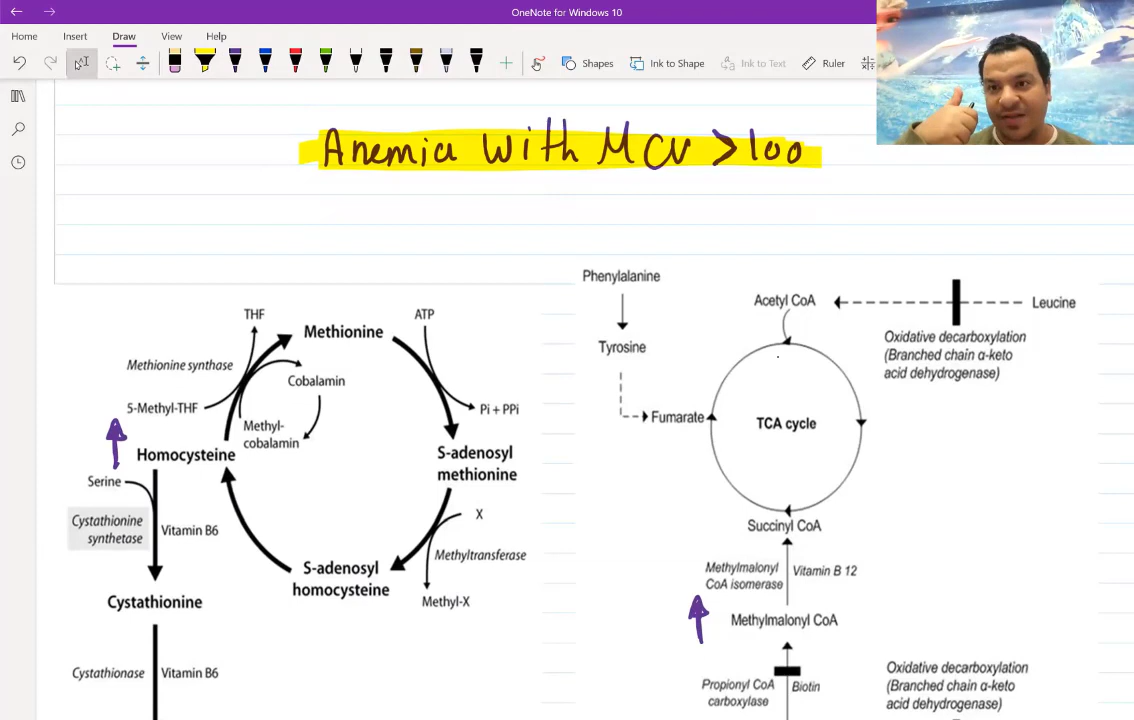 OneNote for Windows 10
Home Insert Draw View Help
Shapes Ink to Shape Ink to Text Ruler
Anemia With MCV >100
THF
Methionine
ATP
Methionine synthase
Cobalamin
5-Methyl-THF
Pi + PPi
Methyl-
cobalamin
Homocysteine
S-adenosyl
methionine
Serine
Cystathionine
synthetase
Vitamin B6
X
Methyltransferase
S-adenosyl
homocysteine
Methyl-X
Cystathionine
Cystathionase
Vitamin B6
Phenylalanine
Acetyl CoA
Leucine
Oxidative decarboxylation
(Branched chain α-keto
acid dehydrogenase)
Tyrosine
Fumarate
TCA cycle
Succinyl CoA
Methylmalonyl
CoA isomerase
Vitamin B 12
Methylmalonyl CoA
Propionyl CoA
carboxylase
Biotin
Oxidative decarboxylation
(Branched chain α-keto
acid dehydrogenase)